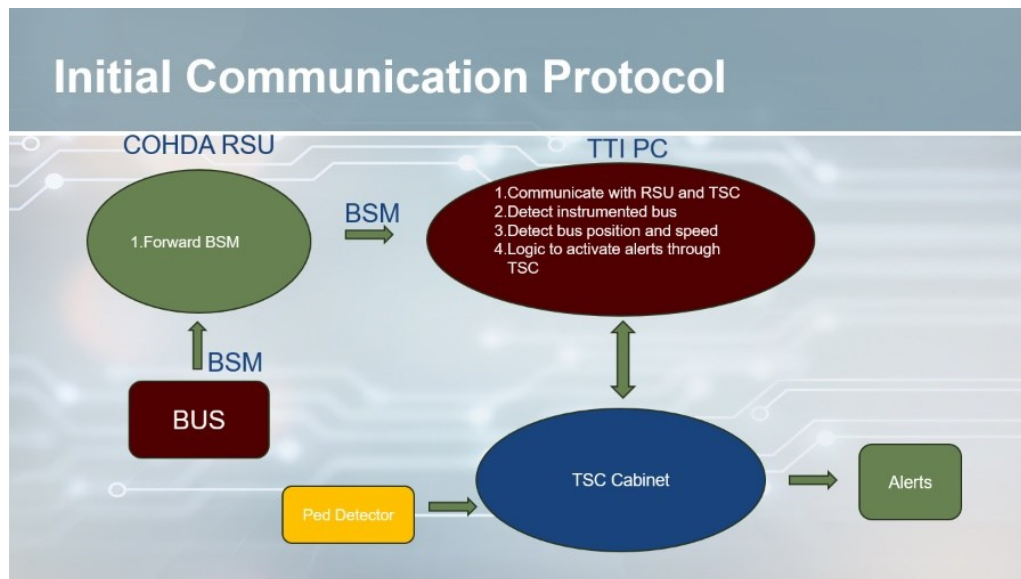 Initial Communication Protocol
COHDA RSU
TTI PC
1.Forward BSM
BSM
1.Communicate with RSU and TSC
2.Detect instrumented bus
3.Detect bus position and speed
4.Logic to activate alerts through
TSC
BSM
BUS
TSC Cabinet
Alerts
Ped Detector